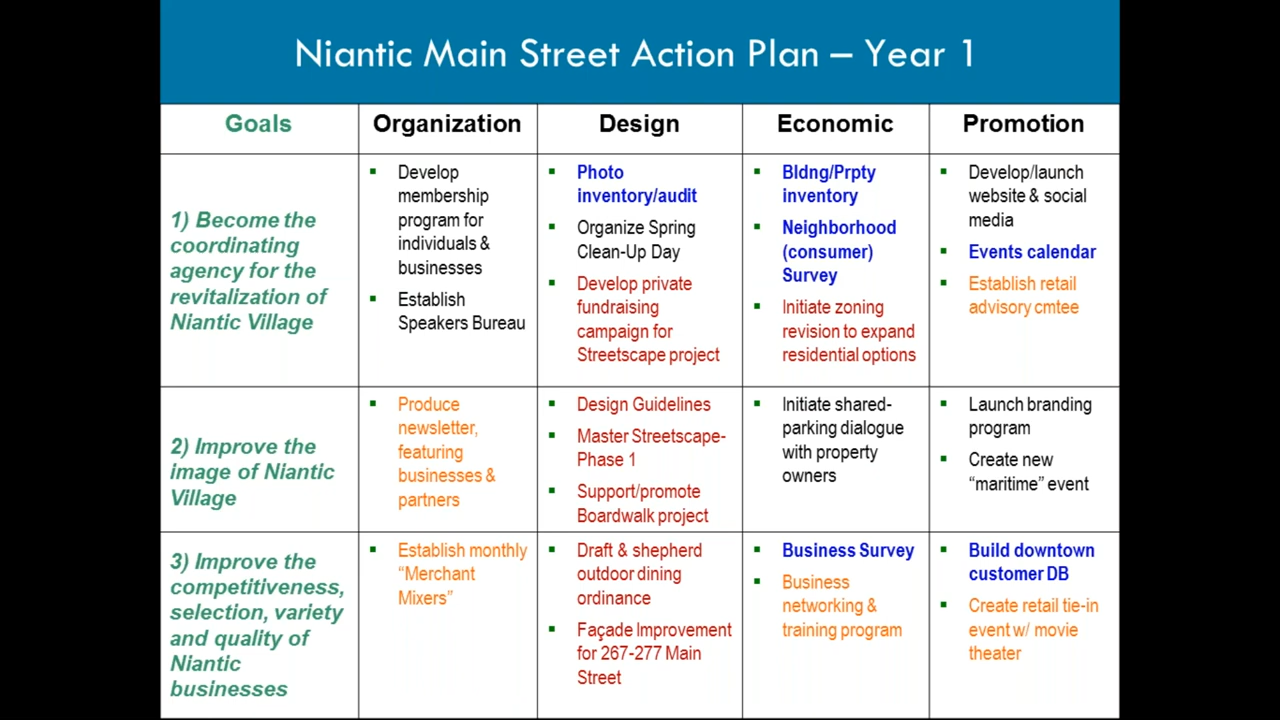 Niantic Main Street Action Plan – Year 1
Goals
Organization
Design
Economic
Promotion
1) Become the
coordinating
agency for the
revitalization of
Niantic Village
Develop
membership
program for
individuals &
businesses
Establish
Speakers Bureau
Photo
inventory/audit
Organize Spring
Clean-Up Day
Develop private
fundraising
campaign for
Streetscape project
Bldng/Prpty
inventory
Neighborhood
(consumer)
Survey
Initiate zoning
revision to expand
residential options
Develop/launch
website & social
media
Events calendar
Establish retail
advisory cmtee
2) Improve the
image of Niantic
Village
Produce
newsletter,
featuring
businesses &
partners
Design Guidelines
Master Streetscape-
Phase 1
Support/promote
Boardwalk project
Initiate shared-
parking dialogue
with property
owners
Launch branding
program
Create new
“maritime” event
3) Improve the
competitiveness,
selection, variety
and quality of
Niantic
businesses
Establish monthly
“Merchant
Mixers”
Draft & shepherd
outdoor dining
ordinance
Façade Improvement
for 267-277 Main
Street
Business Survey
Business
networking &
training program
Build downtown
customer DB
Create retail tie-in
event w/ movie
theater